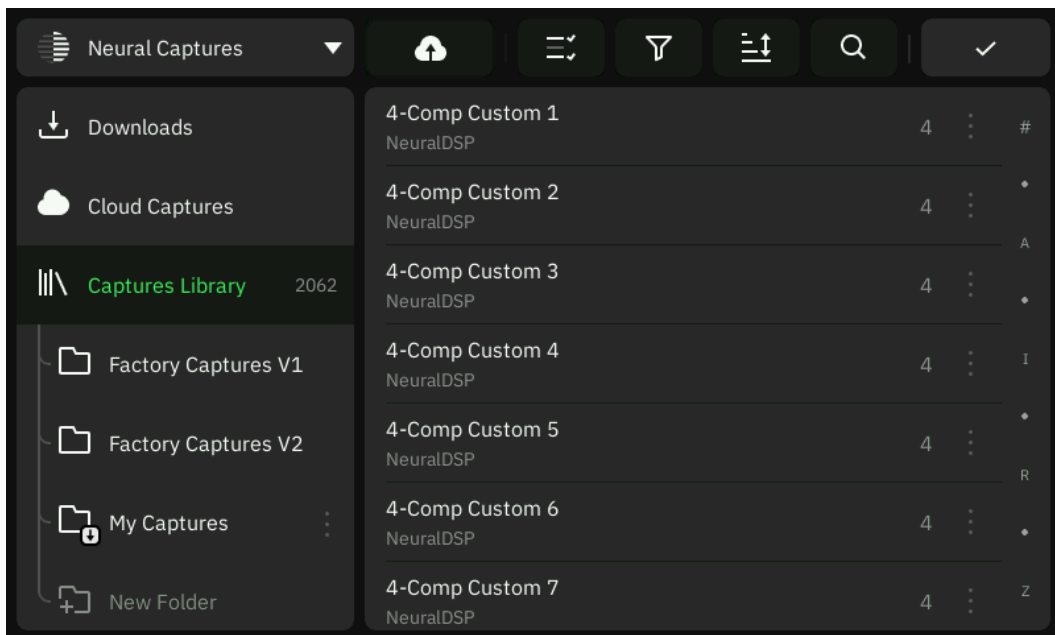 Neural Captures
Downloads
Cloud Captures
Captures Library 2062
Factory Captures V1
Factory Captures V2
My Captures
New Folder
4-Comp Custom 1
NeuralDSP
4
4-Comp Custom 2
NeuralDSP
4
4-Comp Custom 3
NeuralDSP
4
4-Comp Custom 4
NeuralDSP
4
4-Comp Custom 5
NeuralDSP
4
4-Comp Custom 6
NeuralDSP
4
4-Comp Custom 7
NeuralDSP
4
#
A
I
R
Z